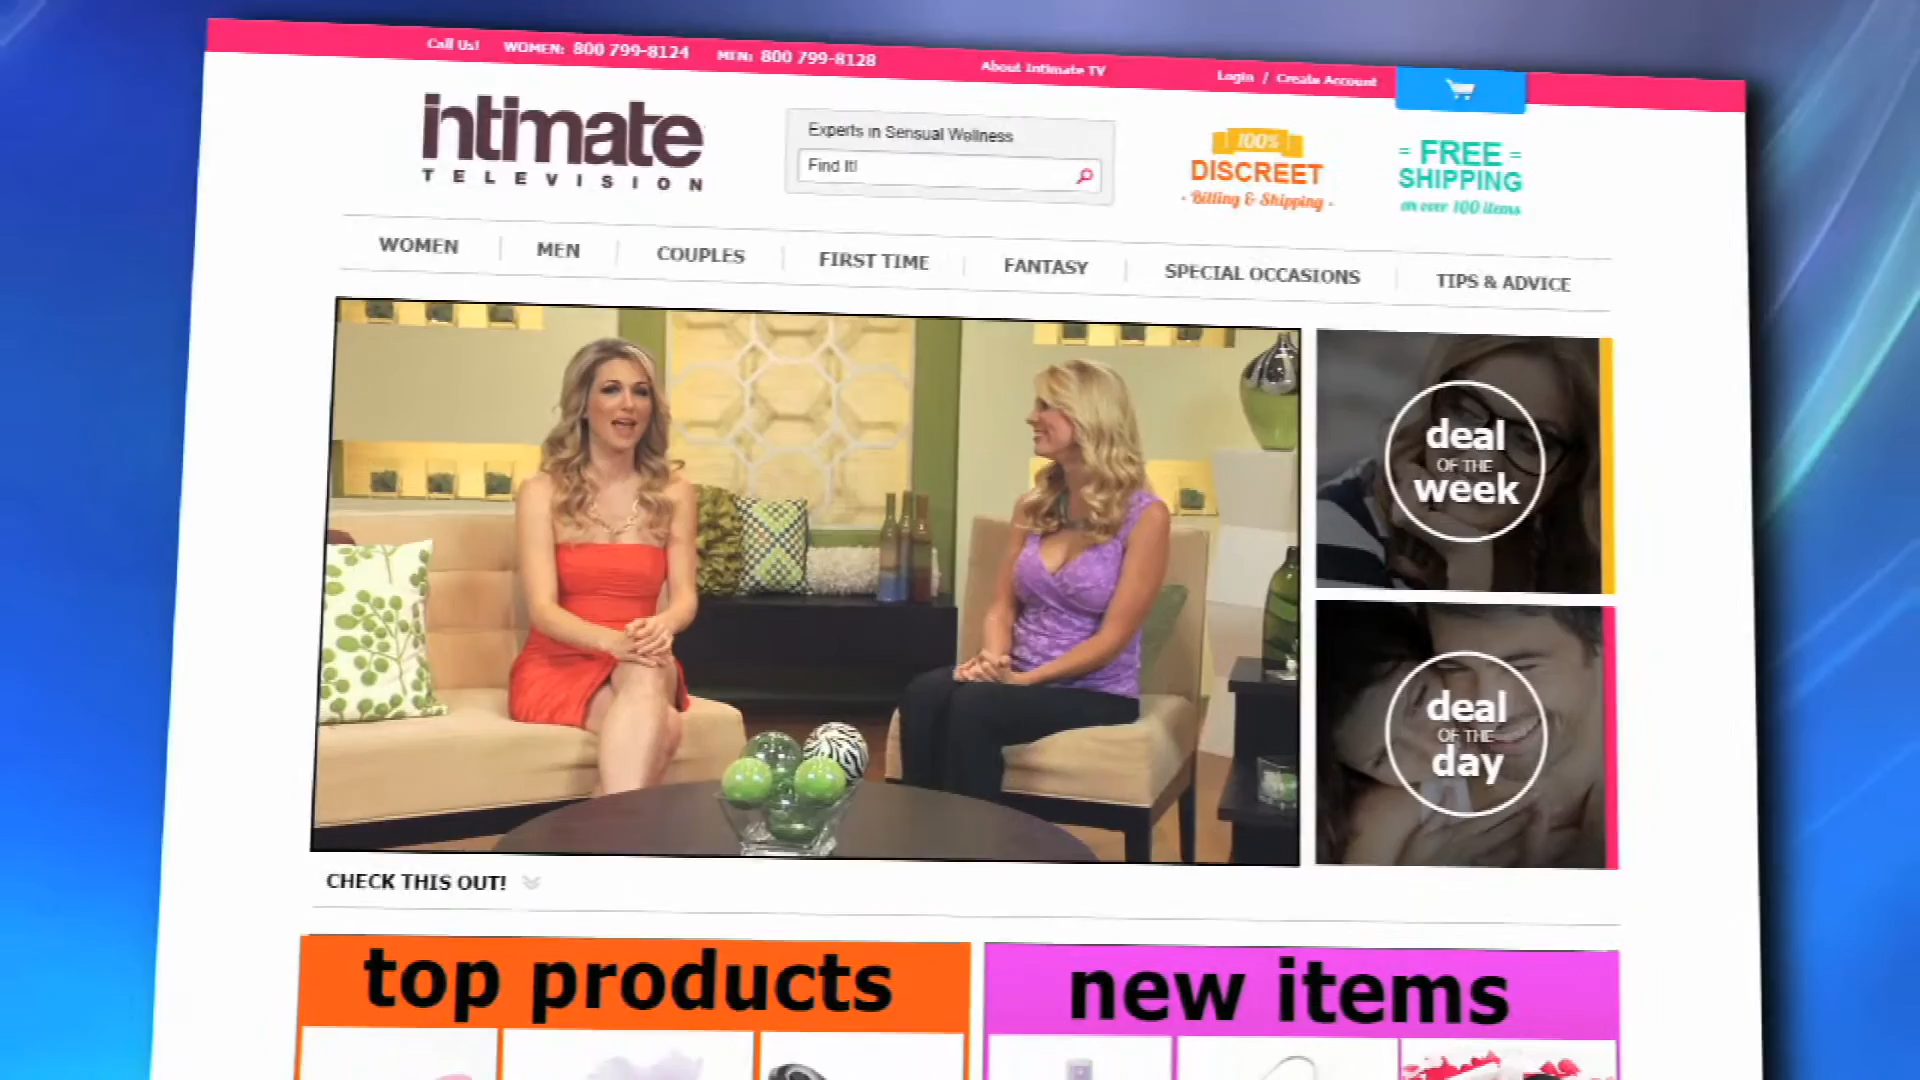 Call Us! WOMEN: 800 799-8124 MEN: 800 799-8128 About Intimate TV Login / Create Account
intimate
TELEVISION
Experts in Sensual Wellness
Find It!
100%
DISCREET
- Billing & Shipping -
= FREE =
SHIPPING
on over 100 items
WOMEN MEN COUPLES FIRST TIME FANTASY SPECIAL OCCASIONS TIPS & ADVICE
deal
OF THE
week
deal
OF THE
day
CHECK THIS OUT!
top products new items